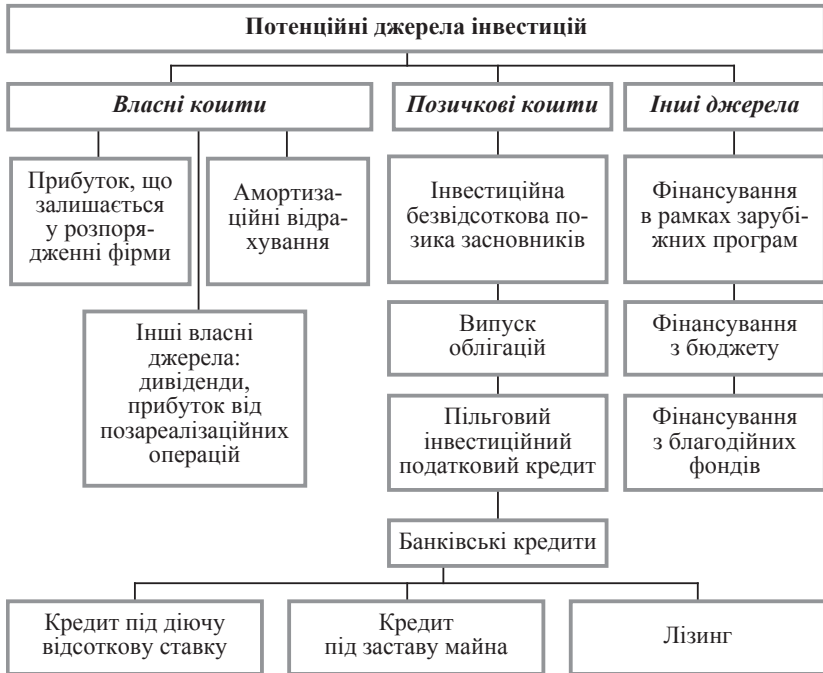 Потенційні джерела інвестицій
Власні кошти
Позичкові кошти
Інші джерела
Прибуток, що
залишається
у розпоря-
дженні фірми
Амортиза-
ційні відра-
хування
Інші власні
джерела:
дивіденди,
прибуток від
позареалізаційних
операцій
Інвестиційна
безвідсоткова по-
зика засновників
Випуск
облігацій
Пільговий
інвестиційний
податковий кредит
Банківські кредити
Фінансування
в рамках зарубі-
жних програм
Фінансування
з бюджету
Фінансування
з благодійних
фондів
Кредит під діючу
відсоткову ставку
Кредит
під заставу майна
Лізинг